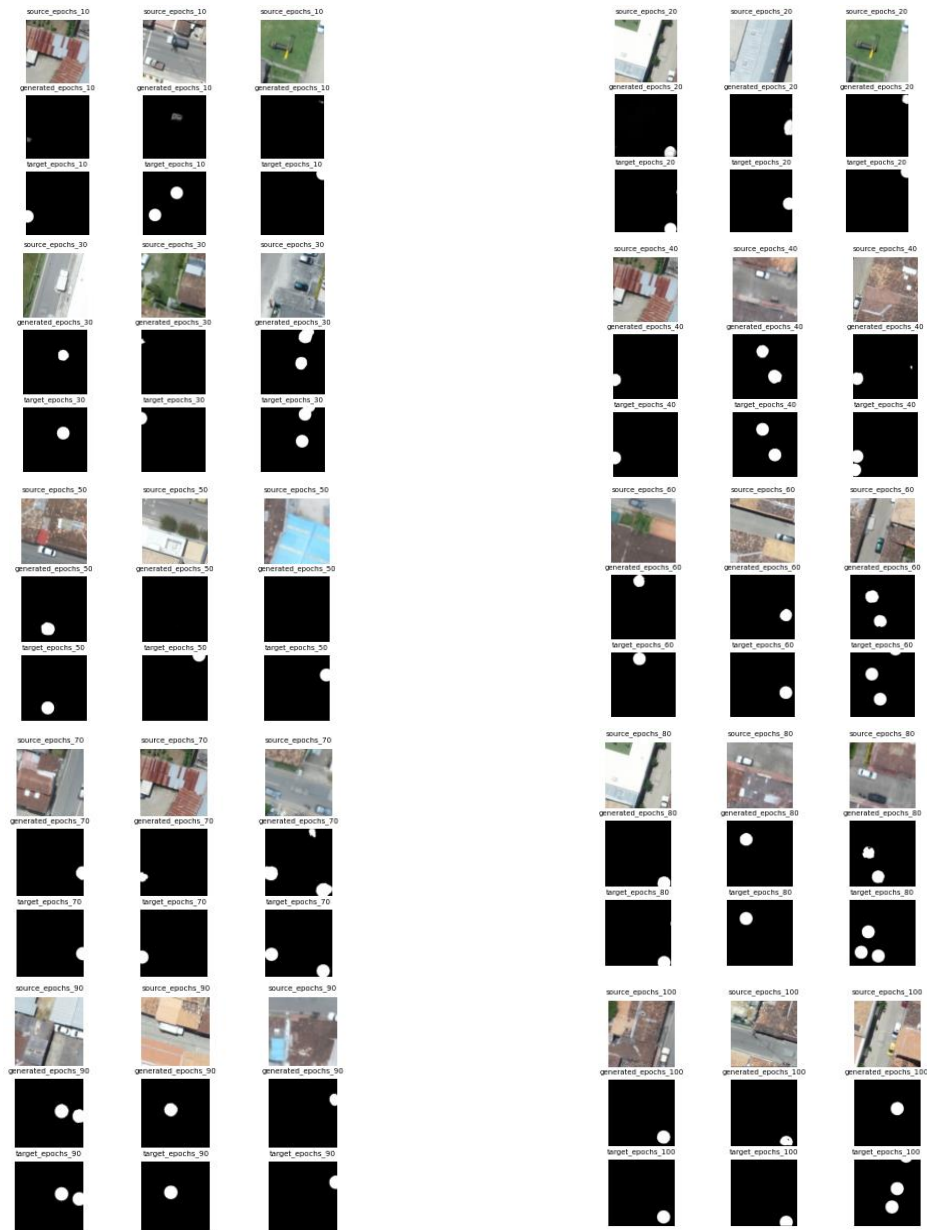 source_epochs_10 source_epochs_10 source_epochs_10
generated_epochs_10 generated_epochs_10 generated_epochs_10
target_epochs_10 target_epochs_10 target_epochs_10
source_epochs_20 source_epochs_20 source_epochs_20
generated_epochs_20 generated_epochs_20 generated_epochs_20
target_epochs_20 target_epochs_20 target_epochs_20
source_epochs_30 source_epochs_30 source_epochs_30
generated_epochs_30 generated_epochs_30 generated_epochs_30
target_epochs_30 target_epochs_30 target_epochs_30
source_epochs_40 source_epochs_40 source_epochs_40
generated_epochs_40 generated_epochs_40 generated_epochs_40
target_epochs_40 target_epochs_40 target_epochs_40
source_epochs_50 source_epochs_50 source_epochs_50
generated_epochs_50 generated_epochs_50 generated_epochs_50
target_epochs_50 target_epochs_50 target_epochs_50
source_epochs_60 source_epochs_60 source_epochs_60
generated_epochs_60 generated_epochs_60 generated_epochs_60
target_epochs_60 target_epochs_60 target_epochs_60
source_epochs_70 source_epochs_70 source_epochs_70
generated_epochs_70 generated_epochs_70 generated_epochs_70
target_epochs_70 target_epochs_70 target_epochs_70
source_epochs_80 source_epochs_80 source_epochs_80
generated_epochs_80 generated_epochs_80 generated_epochs_80
target_epochs_80 target_epochs_80 target_epochs_80
source_epochs_90 source_epochs_90 source_epochs_90
generated_epochs_90 generated_epochs_90 generated_epochs_90
target_epochs_90 target_epochs_90 target_epochs_90
source_epochs_100 source_epochs_100 source_epochs_100
generated_epochs_100 generated_epochs_100 generated_epochs_100
target_epochs_100 target_epochs_100 target_epochs_100